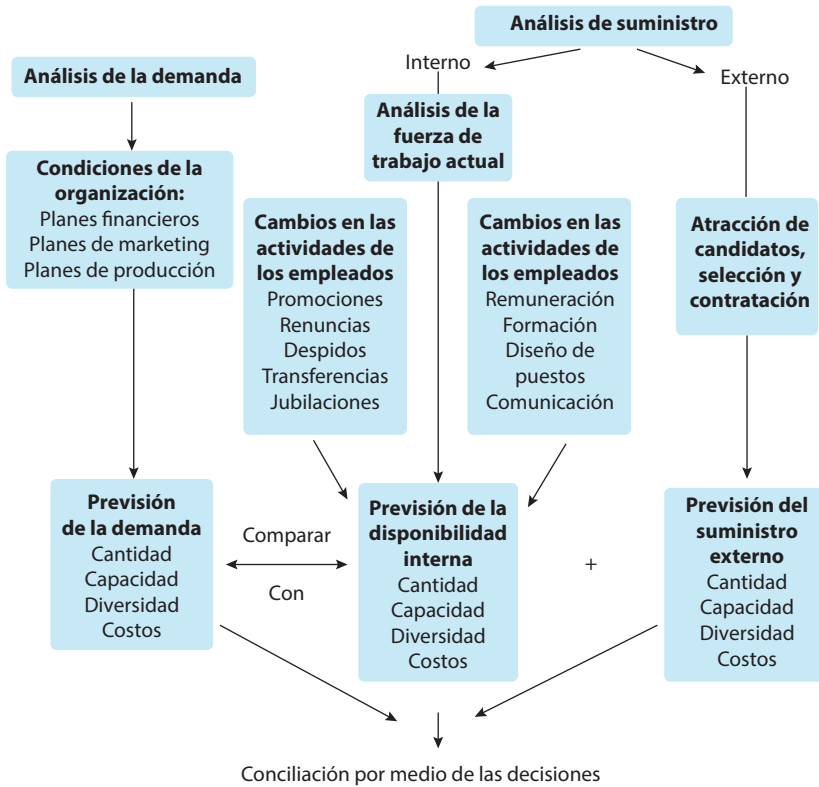 Análisis de suministro
Interno
Externo
Análisis de la demanda
Análisis de la
fuerza de
trabajo actual
Condiciones de la
organización:
Planes financieros
Planes de marketing
Planes de producción
Cambios en las
actividades de
los empleados
Promociones
Renuncias
Despidos
Transferencias
Jubilaciones
Cambios en las
actividades de
los empleados
Remuneración
Formación
Diseño de
puestos
Comunicación
Atracción de
candidatos,
selección y
contratación
Previsión
de la demanda
Cantidad
Capacidad
Diversidad
Costos
Comparar
Con
Previsión de la
disponibilidad
interna
Cantidad
Capacidad
Diversidad
Costos
+
Previsión del
suministro
externo
Cantidad
Capacidad
Diversidad
Costos
Conciliación por medio de las decisiones